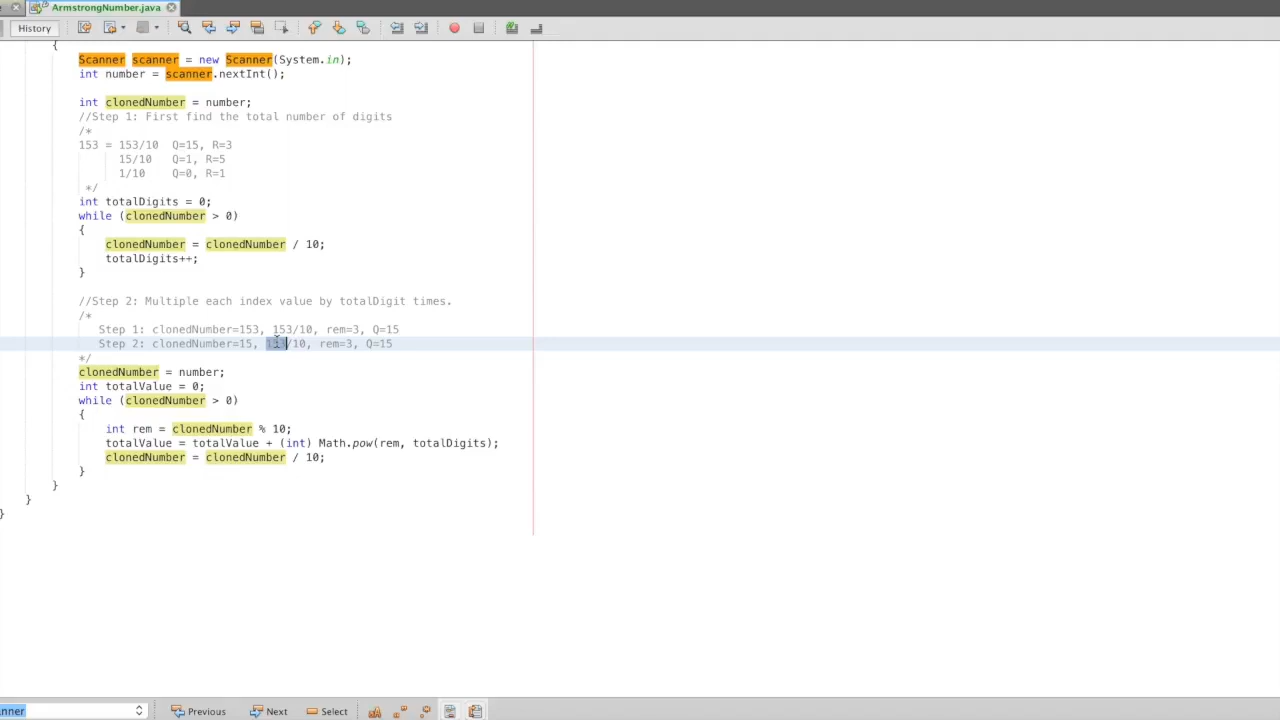 ArmstrongNumber.java
History
{
Scanner scanner = new Scanner(System.in);
int number = scanner.nextInt();
int clonedNumber = number;
//Step 1: First find the total number of digits
/*
153 = 153/10 Q=15, R=3
15/10 Q=1, R=5
1/10 Q=0, R=1
*/
int totalDigits = 0;
while (clonedNumber > 0)
{
clonedNumber = clonedNumber / 10;
totalDigits++;
}
//Step 2: Multiple each index value by totalDigit times.
/*
Step 1: clonedNumber=153, 153/10, rem=3, Q=15
Step 2: clonedNumber=15, 153/10, rem=3, Q=15
*/
clonedNumber = number;
int totalValue = 0;
while (clonedNumber > 0)
{
int rem = clonedNumber % 10;
totalValue = totalValue + (int) Math.pow(rem, totalDigits);
clonedNumber = clonedNumber / 10;
}
}
}
}
nner Previous Next Select